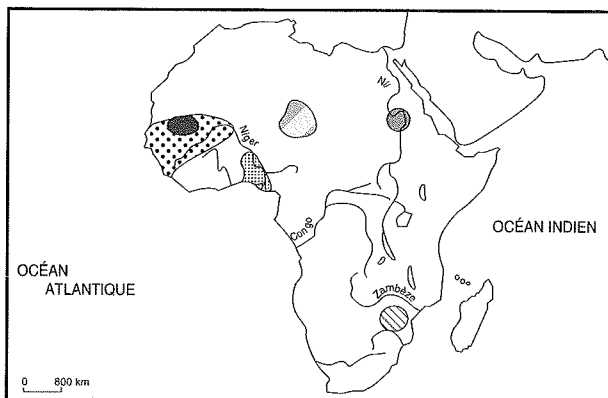 Nil
Niger
Congo
OCÉAN INDIEN
OCÉAN
ATLANTIQUE
Zambèze
0 800 km